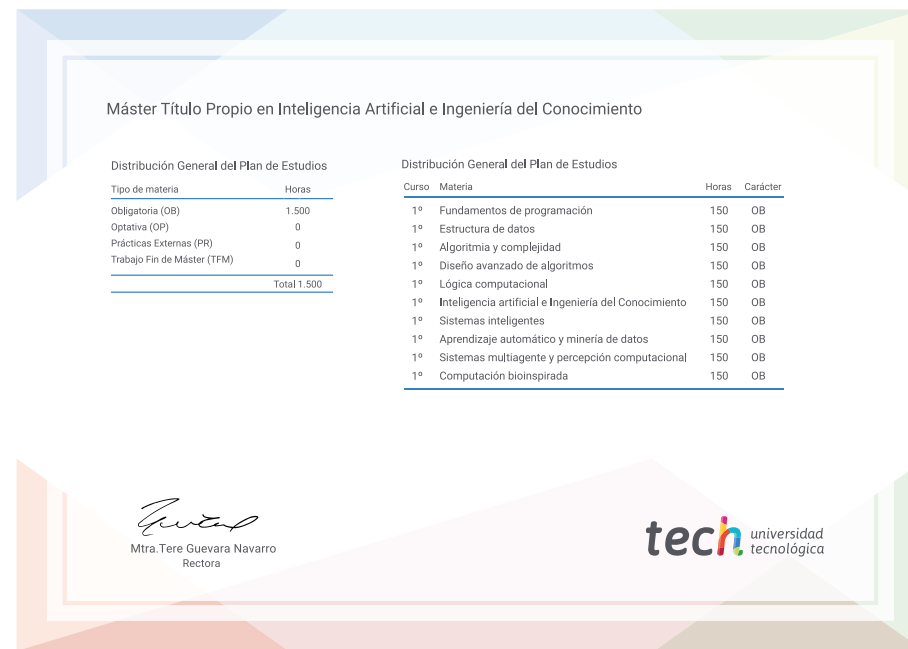 Máster Título Propio en Inteligencia Artificial e Ingeniería del Conocimiento
Distribución General del Plan de Estudios
Tipo de materia Horas
Obligatoria (OB) 1.500
Optativa (OP) 0
Prácticas Externas (PR) 0
Trabajo Fin de Máster (TFM) 0
Total 1.500
Distribución General del Plan de Estudios
Curso Materia Horas Carácter
1º Fundamentos de programación 150 OB
1º Estructura de datos 150 OB
1º Algoritmia y complejidad 150 OB
1º Diseño avanzado de algoritmos 150 OB
1º Lógica computacional 150 OB
1º Inteligencia artificial e Ingeniería del Conocimiento 150 OB
1º Sistemas inteligentes 150 OB
1º Aprendizaje automático y minería de datos 150 OB
1º Sistemas multiagente y percepción computacional 150 OB
1º Computación bioinspirada 150 OB
Mtra.Tere Guevara Navarro
Rectora
tech universidad
tecnológica